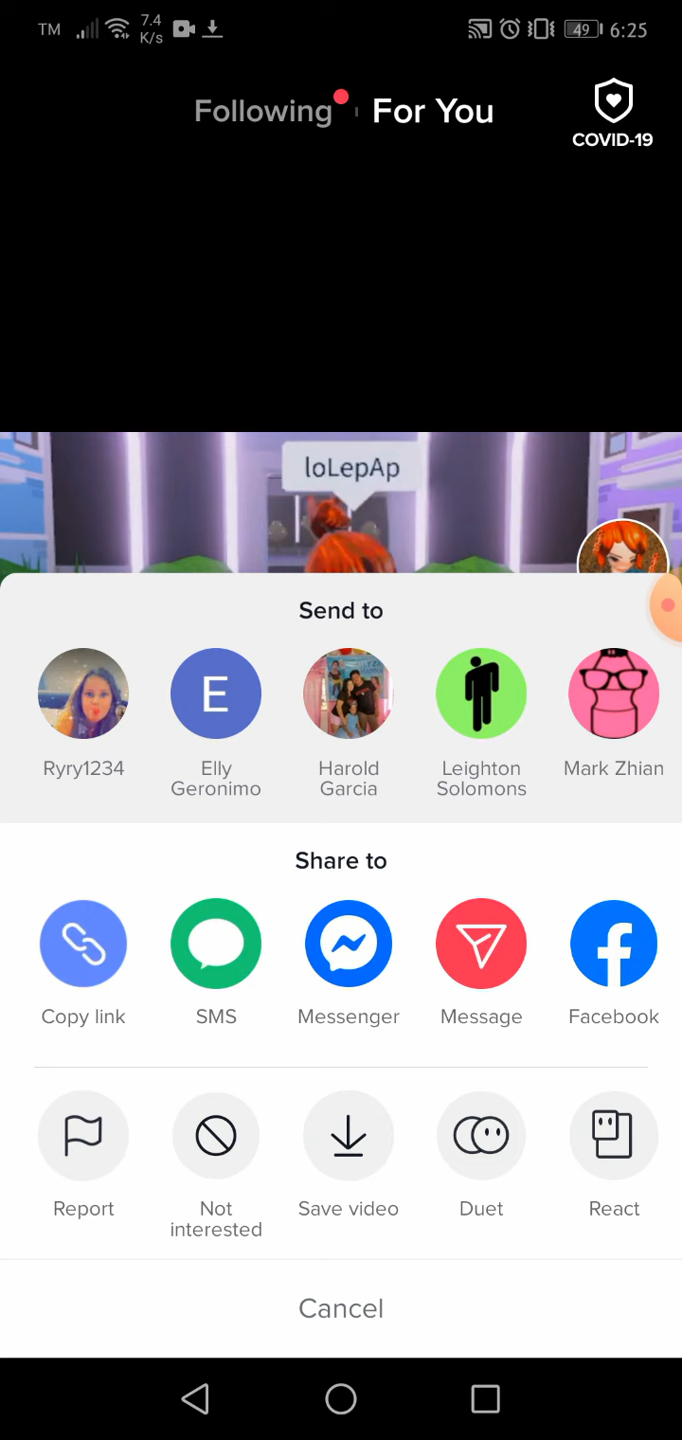 TM 7.4 K/s 49 6:25
Following For You
COVID-19
loLepAp
Send to
Ryry1234
Elly Geronimo
Harold Garcia
Leighton Solomons
Mark Zhian
E
Share to
Copy link
SMS
Messenger
Message
Facebook
Report
Not interested
Save video
Duet
React
Cancel